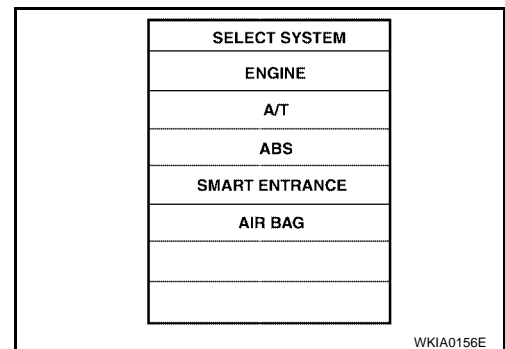 SELECT SYSTEM
ENGINE
A/T
ABS
SMART ENTRANCE
AIR BAG
WKIA0156E